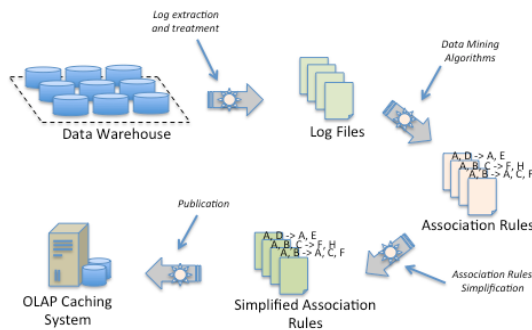 Log extraction
and treatment
Data Warehouse
Log Files
Data Mining
Algorithms
A, D -> A, E
A, B, C -> F, H
A, B -> A, C, F
Association Rules
Association Rules
Simplification
A, D -> A, E
A, B, C -> F, H
A, B -> A, C, F
Simplified Association
Rules
Publication
OLAP Caching
System